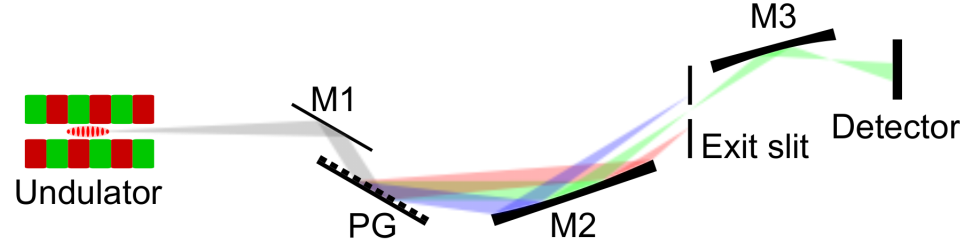 Undulator
M1
PG
M2
Exit slit
M3
Detector